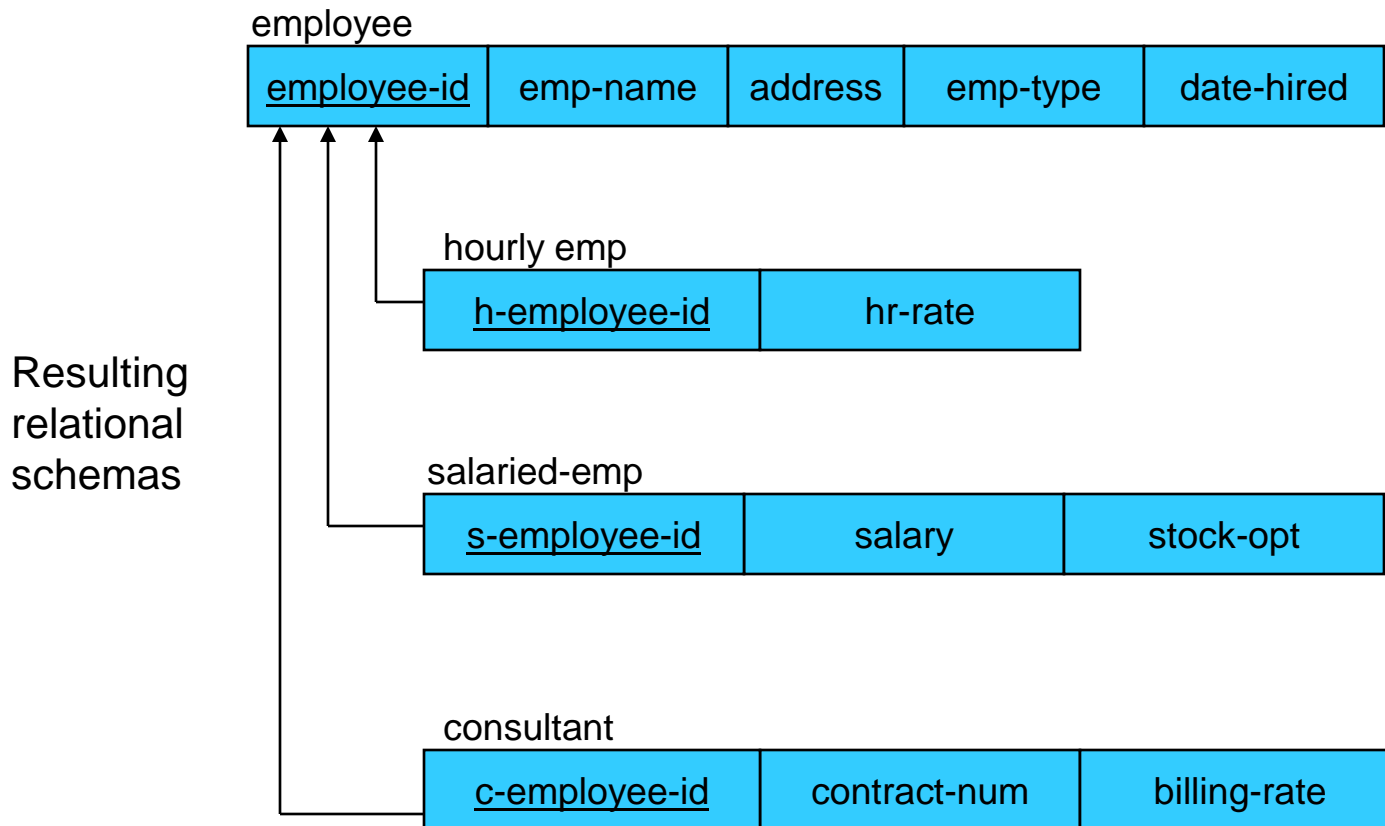 employee
employee-id emp-name address emp-type date-hired
hourly emp
h-employee-id hr-rate
Resulting
relational
schemas
salaried-emp
s-employee-id salary stock-opt
consultant
c-employee-id contract-num billing-rate